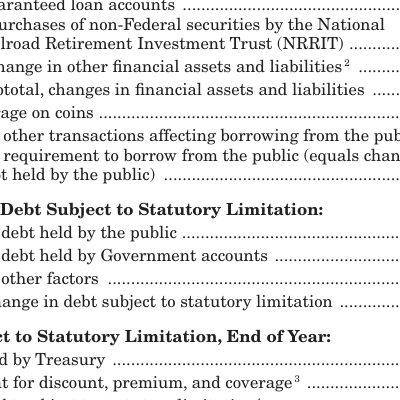 aranteed loan accounts ..................................
urchases of non-Federal securities by the National
lroad Retirement Investment Trust (NRRIT) ..........
hange in other financial assets and liabilities 2 ........
btotal, changes in financial assets and liabilities ......
age on coins ......................................................
other transactions affecting borrowing from the pub
requirement to borrow from the public (equals chan
t held by the public) ..........................................
Debt Subject to Statutory Limitation:
debt held by the public ......................................
debt held by Government accounts ......................
other factors ......................................................
ange in debt subject to statutory limitation ............
ct to Statutory Limitation, End of Year:
d by Treasury ....................................................
t for discount, premium, and coverage 3 ................